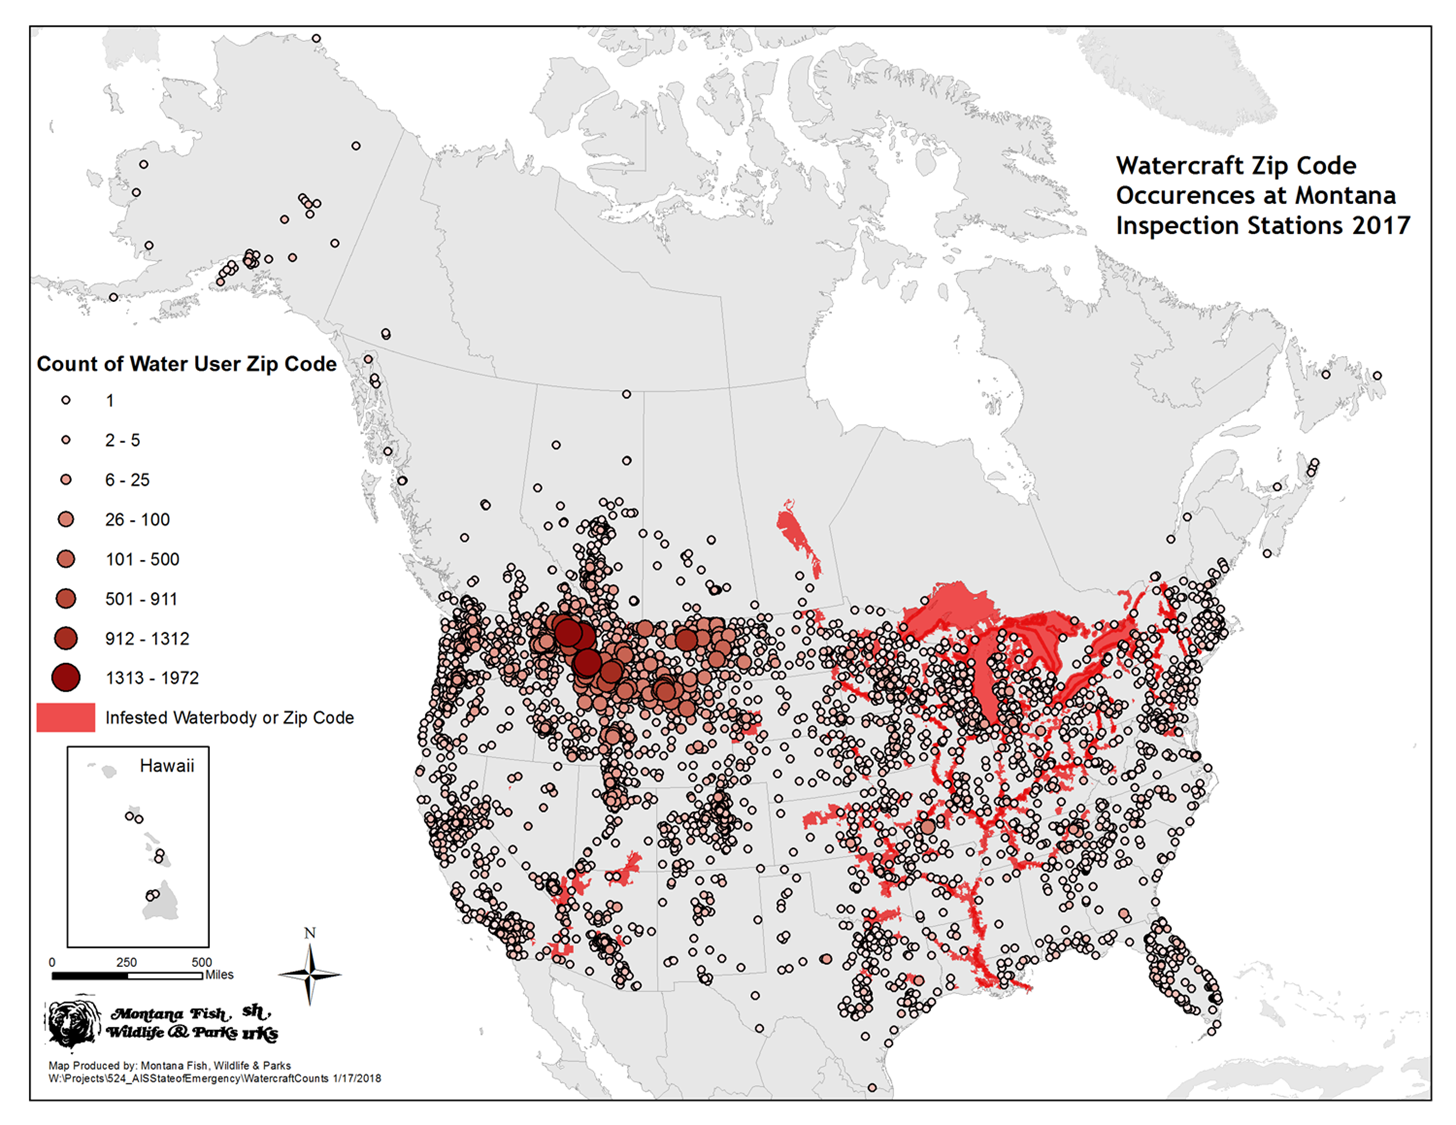 Watercraft Zip Code
Occurences at Montana
Inspection Stations 2017
Count of Water User Zip Code
1
2 - 5
6 - 25
26 - 100
101 - 500
501 - 911
912 - 1312
1313 - 1972
Infested Waterbody or Zip Code
Hawaii
N
0 250 500
Miles
Montana Fish, sh,
Wildlife & Parks urks
Map Produced by: Montana Fish, Wildlife & Parks
W:\Projects\524_AISStateofEmergency\WatercraftCounts 1/17/2018